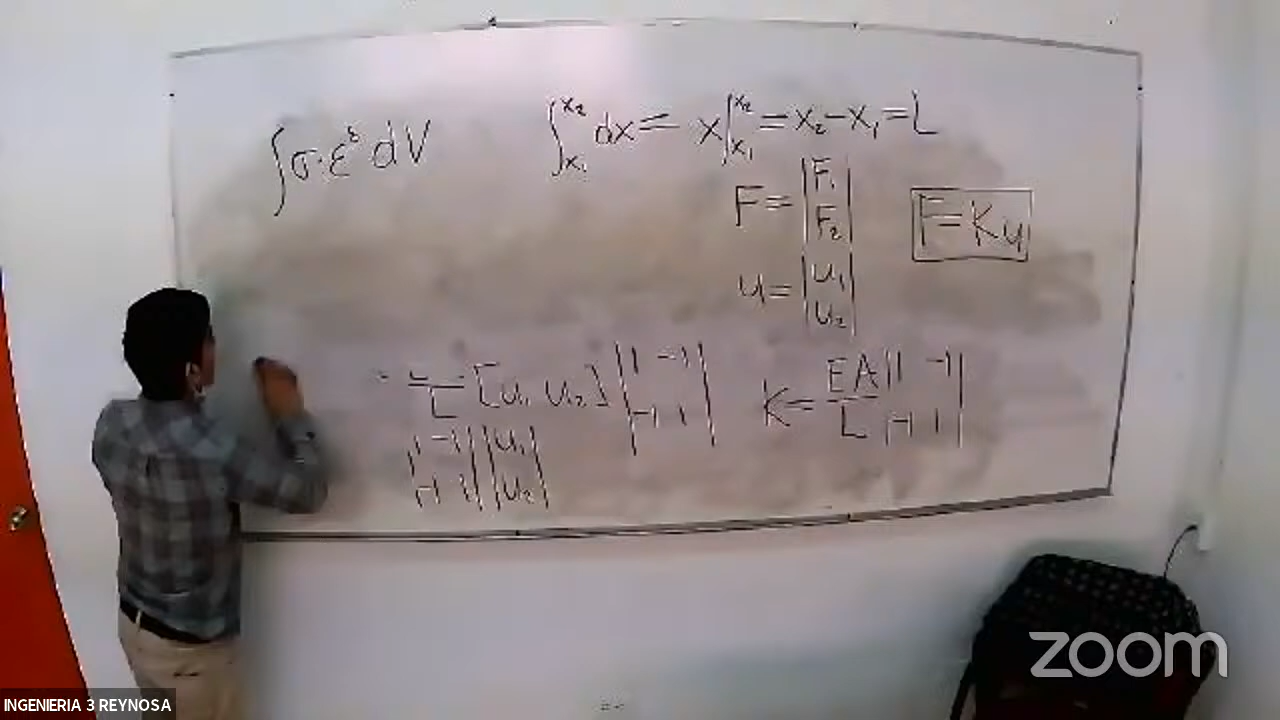 ∫σ·ε^ε dV
∫_{x₁}^{x₂} dx = x|_{x₁}^{x₂} = x₂-x₁ = L
F = |F₁
F₂|
F=Ku
u = |u₁
u₂|
L [u₁ u₂] |1 -1
-1 1|
K = EA/L |1 -1
-1 1|
|1 -1
-1 1| |u₁
u₂|
zoom
INGENIERIA 3 REYNOSA